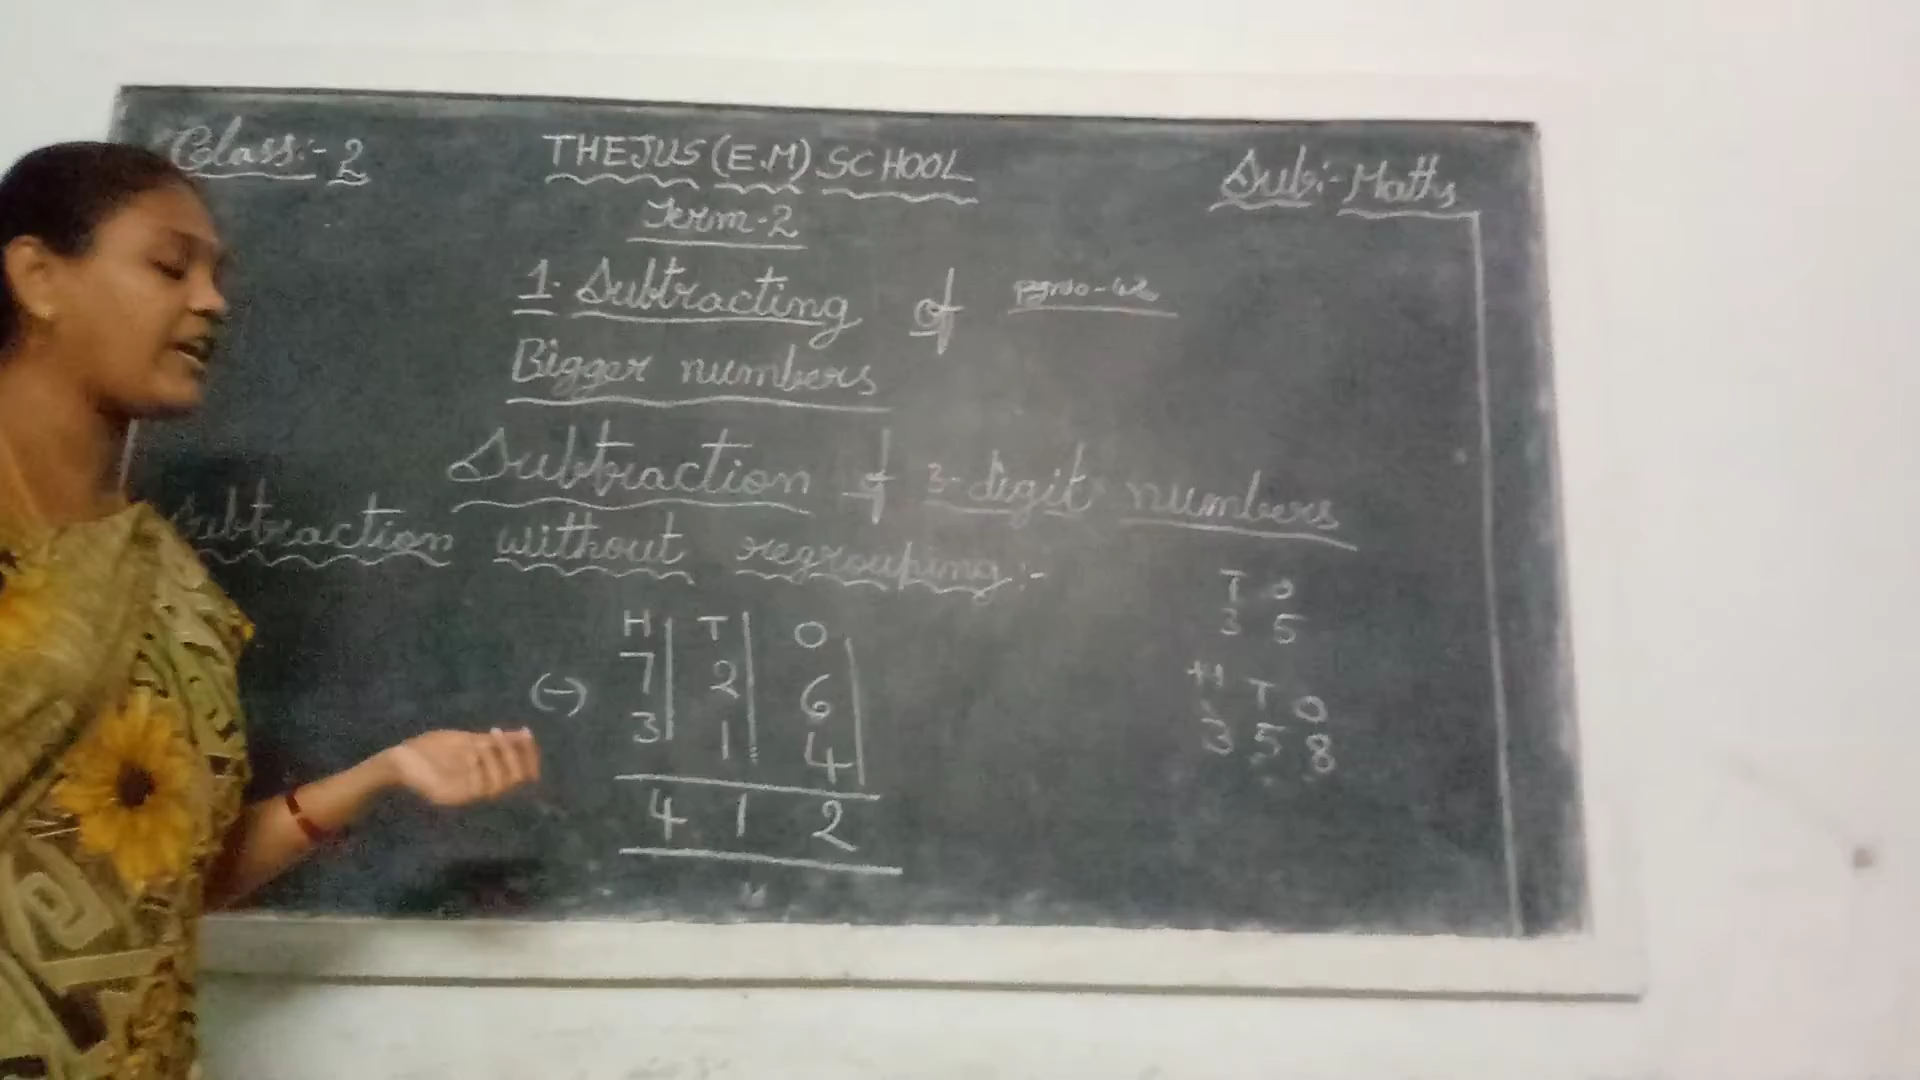 Class:- 2 THEJUS (E.M) SCHOOL Sub:- Maths
Term-2
1. Subtracting of
Bigger numbers
Subtraction of 3-digit numbers
Subtraction without regrouping:-
H T O
7 2 6
(-)
3 1 4
4 1 2
T O
3 5
H T O
3 5 8